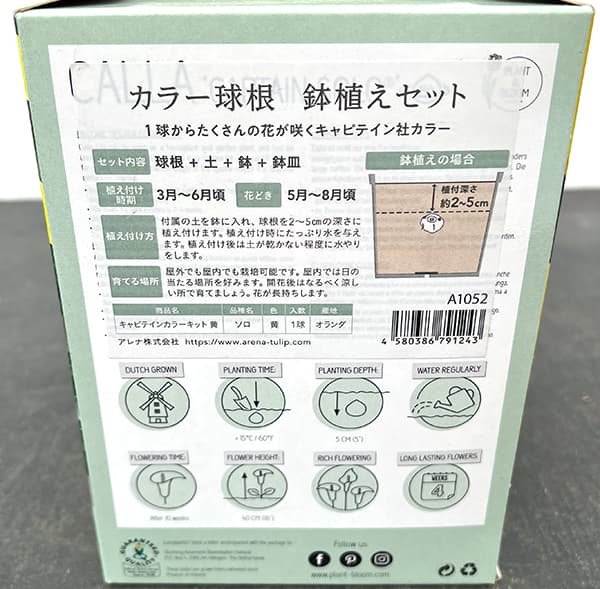 CALLA 'CAPTAIN SOLO'
カラー球根 鉢植えセット
1球からたくさんの花が咲くキャピテイン社カラー
セット内容 球根 + 土 + 鉢 + 鉢皿
植え付け時期 3月〜6月頃 花どき 5月〜8月頃
植え付け方 付属の土を鉢に入れ、球根を2〜5cmの深さに
植え付けます。植え付け時にたっぷり水を与え
ます。植え付け後は土が乾かない程度に水やり
をします。
育てる場所 屋外でも屋内でも栽培可能です。屋内では日の
当たる場所を好みます。開花後はなるべく涼し
い所で育てましょう。花が長持ちします。
鉢植えの場合
植付深さ
約2~5cm
1
商品名 品種名 色 入数 産地
キャピテインカラーキット 黄 ソロ 黄 1球 オランダ
アレナ株式会社 https://www.arena-tulip.com
A1052
4 580386 791243
DUTCH GROWN PLANTING TIME: PLANTING DEPTH: WATER REGULARLY
>15°C / 60°F 5 CM (5")
FLOWERING TIME: FLOWER HEIGHT: RICH FLOWERING LONG LASTING FLOWERS
WEEKS
4
After 10 weeks
GUARANTEED
QUALITY
Follow us:
www.plant-bloom.com